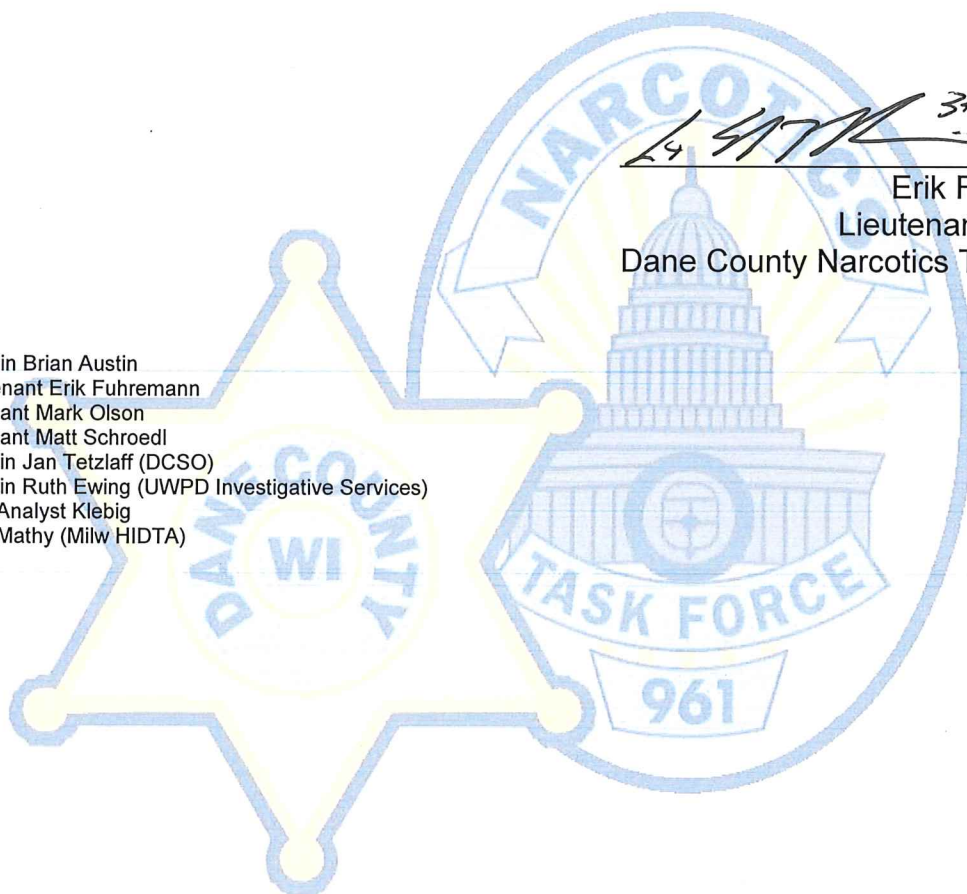 Erik F
Lieutenan
Dane County Narcotics T
in Brian Austin
enant Erik Fuhremann
ant Mark Olson
ant Matt Schroedl
in Jan Tetzlaff (DCSO)
in Ruth Ewing (UWPD Investigative Services)
Analyst Klebig
Mathy (Milw HIDTA)
NARCOTICS
TASK FORCE
961
DANE COUNTY
WI